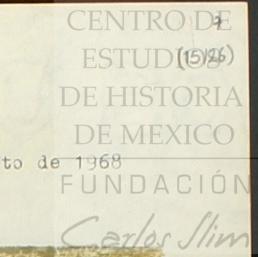 CENTRO DE
ESTUDIOS
(15/26)
DE HISTORIA
DE MEXICO
to de 1968
FUNDACIÓN
Carlos Slim